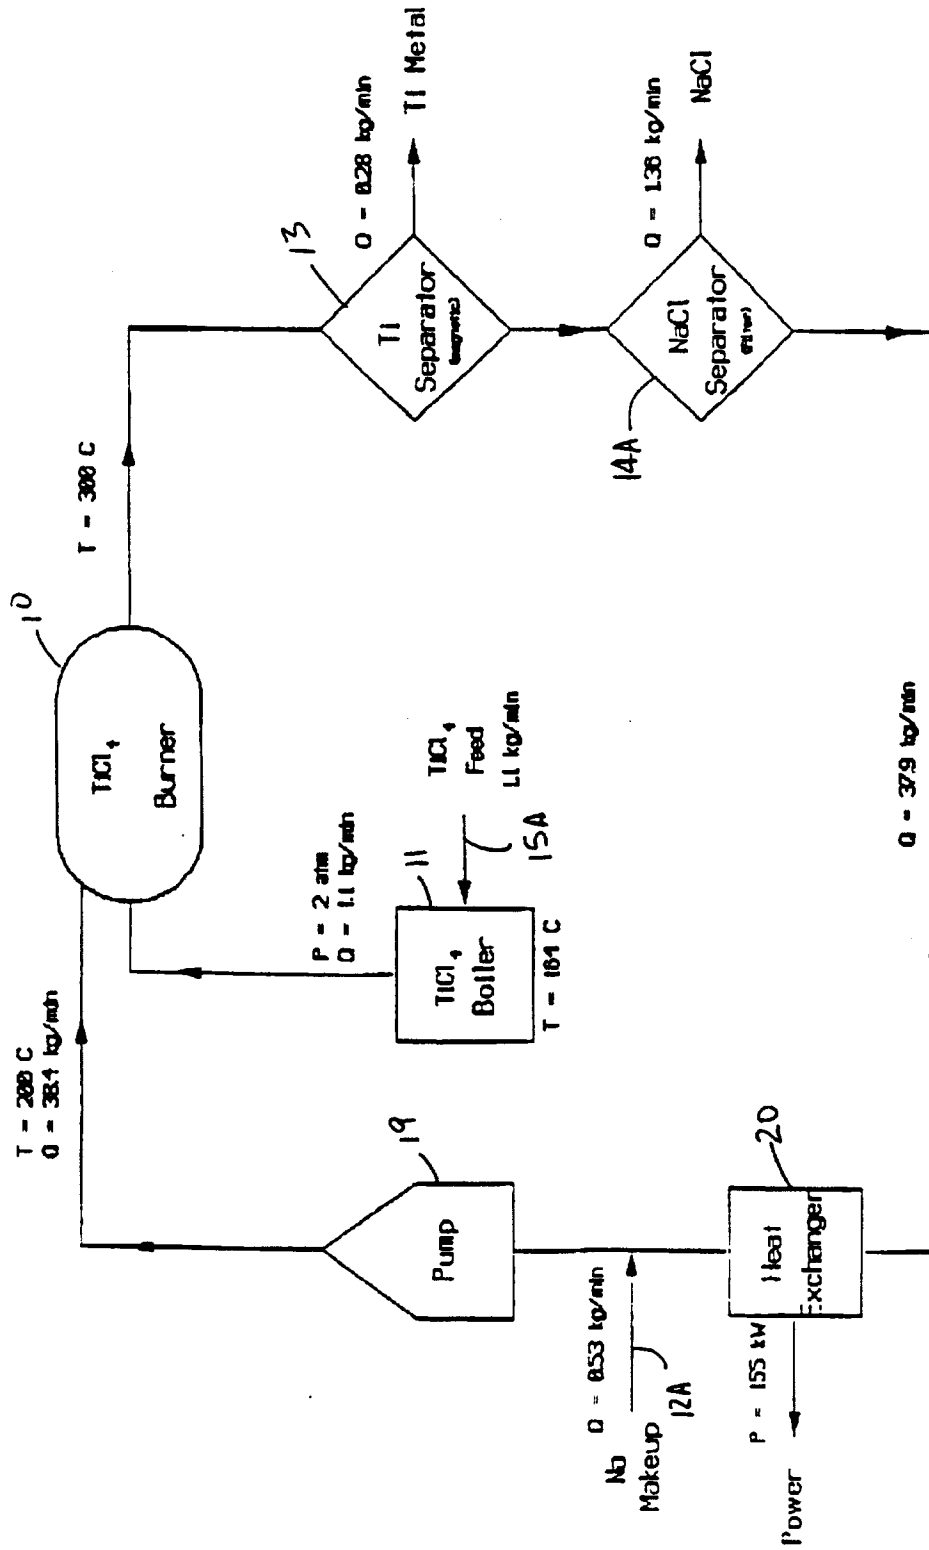 T = 200 C
Q = 38.4 kg/min
10
TiCl4
Burner
T = 300 C
P = 2 atm
Q = 1.1 kg/min
11
TiCl4
Boiler
T = 164 C
TiCl4
Feed
1.1 kg/min
15A
13
Ti
Separator
(magnetic)
Q = 0.28 kg/min
Ti Metal
Q = 1.36 kg/min
NaCl
NaCl
Separator
(Filter)
14A
19
Pump
Q = 0.53 kg/min
Na
Makeup
12A
20
Heat
Exchanger
P = 155 kW
Power
Q = 37.9 kg/min